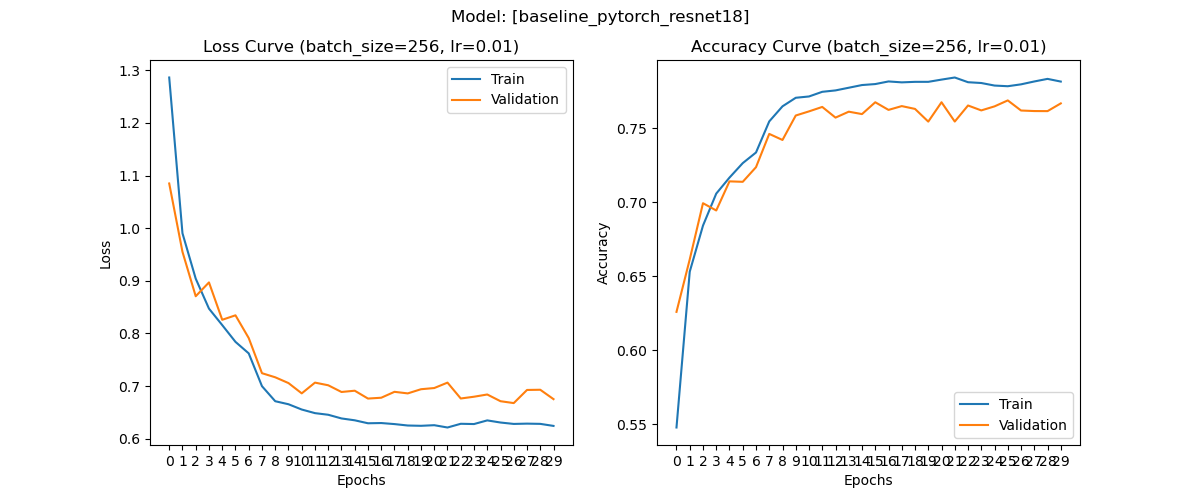 Model: [baseline_pytorch_resnet18]
Loss Curve (batch_size=256, lr=0.01)
1.3
1.2
1.1
1.0
0.9
0.8
0.7
0.6
Loss
Train
Validation
0 1 2 3 4 5 6 7 8 9 10 11 12 13 14 15 16 17 18 19 20 21 22 23 24 25 26 27 28 29
Epochs
Accuracy Curve (batch_size=256, lr=0.01)
0.75
0.70
0.65
0.60
0.55
Accuracy
Train
Validation
0 1 2 3 4 5 6 7 8 9 10 11 12 13 14 15 16 17 18 19 20 21 22 23 24 25 26 27 28 29
Epochs